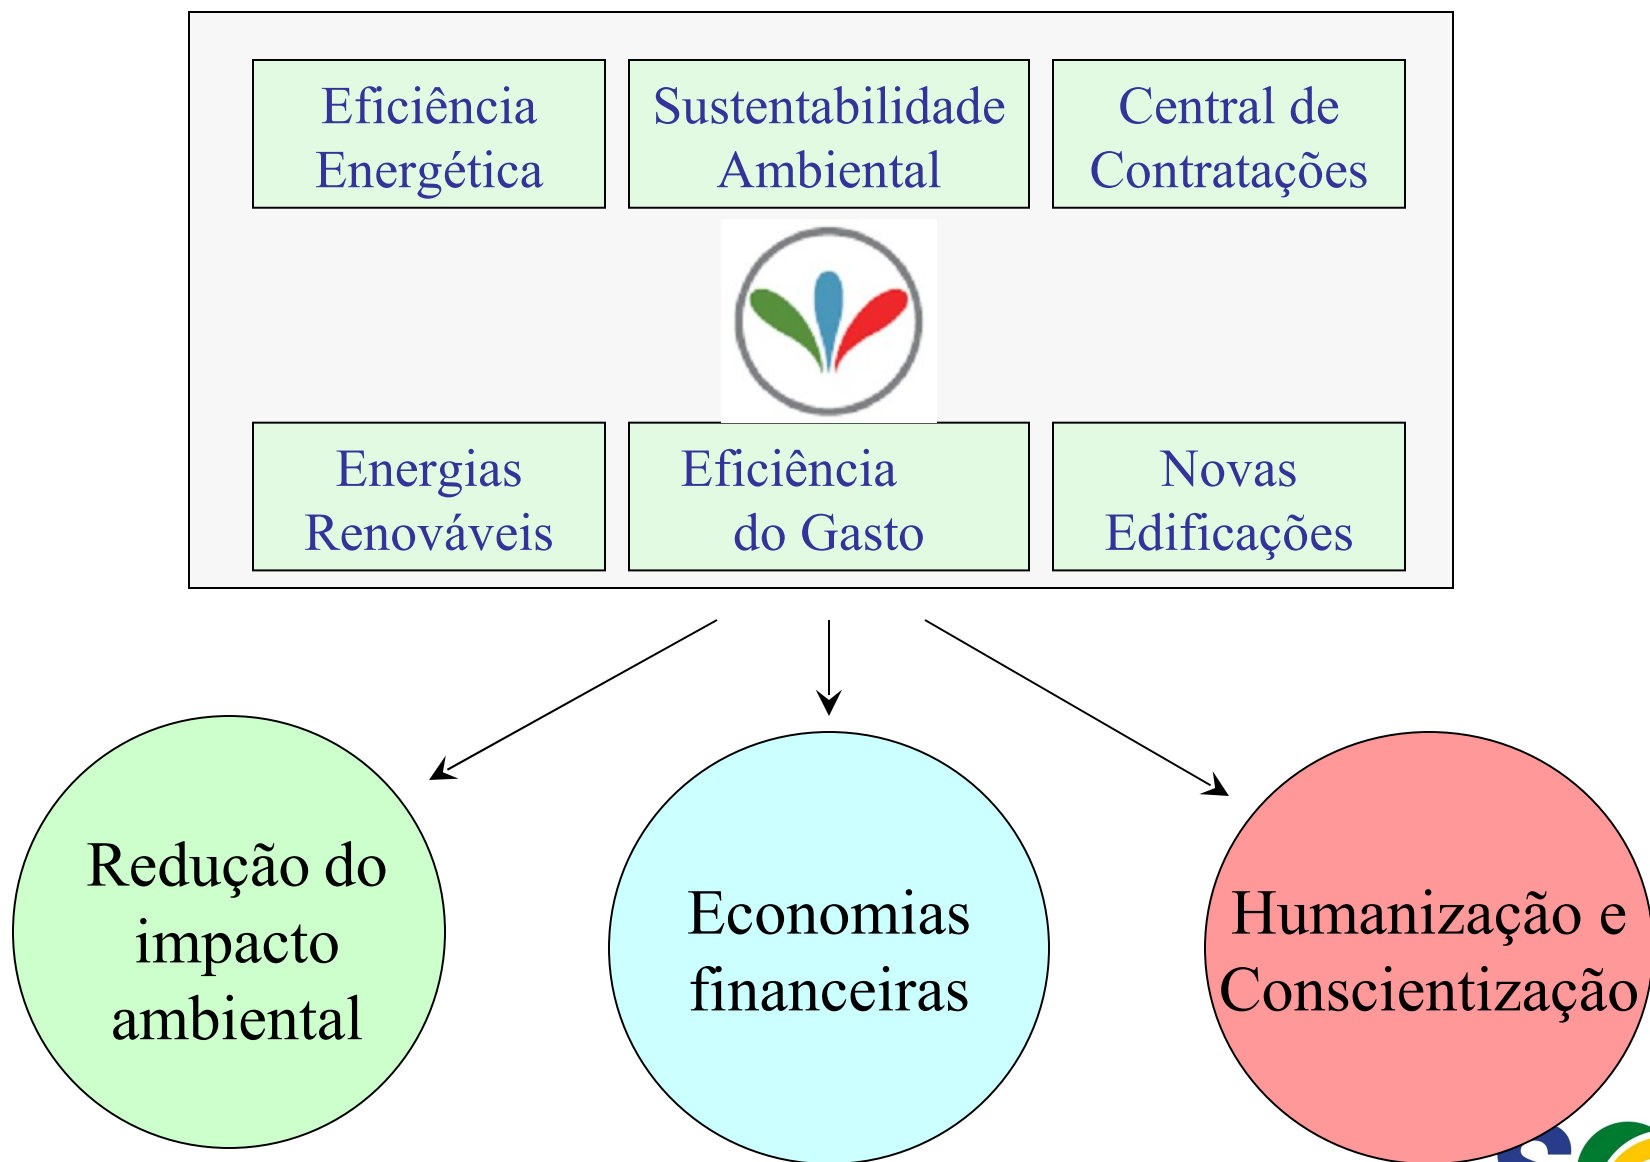 Eficiência
Energética
Sustentabilidade
Ambiental
Central de
Contratações
Energias
Renováveis
Eficiência
do Gasto
Novas
Edificações
Redução do
impacto
ambiental
Economias
financeiras
Humanização e
Conscientização